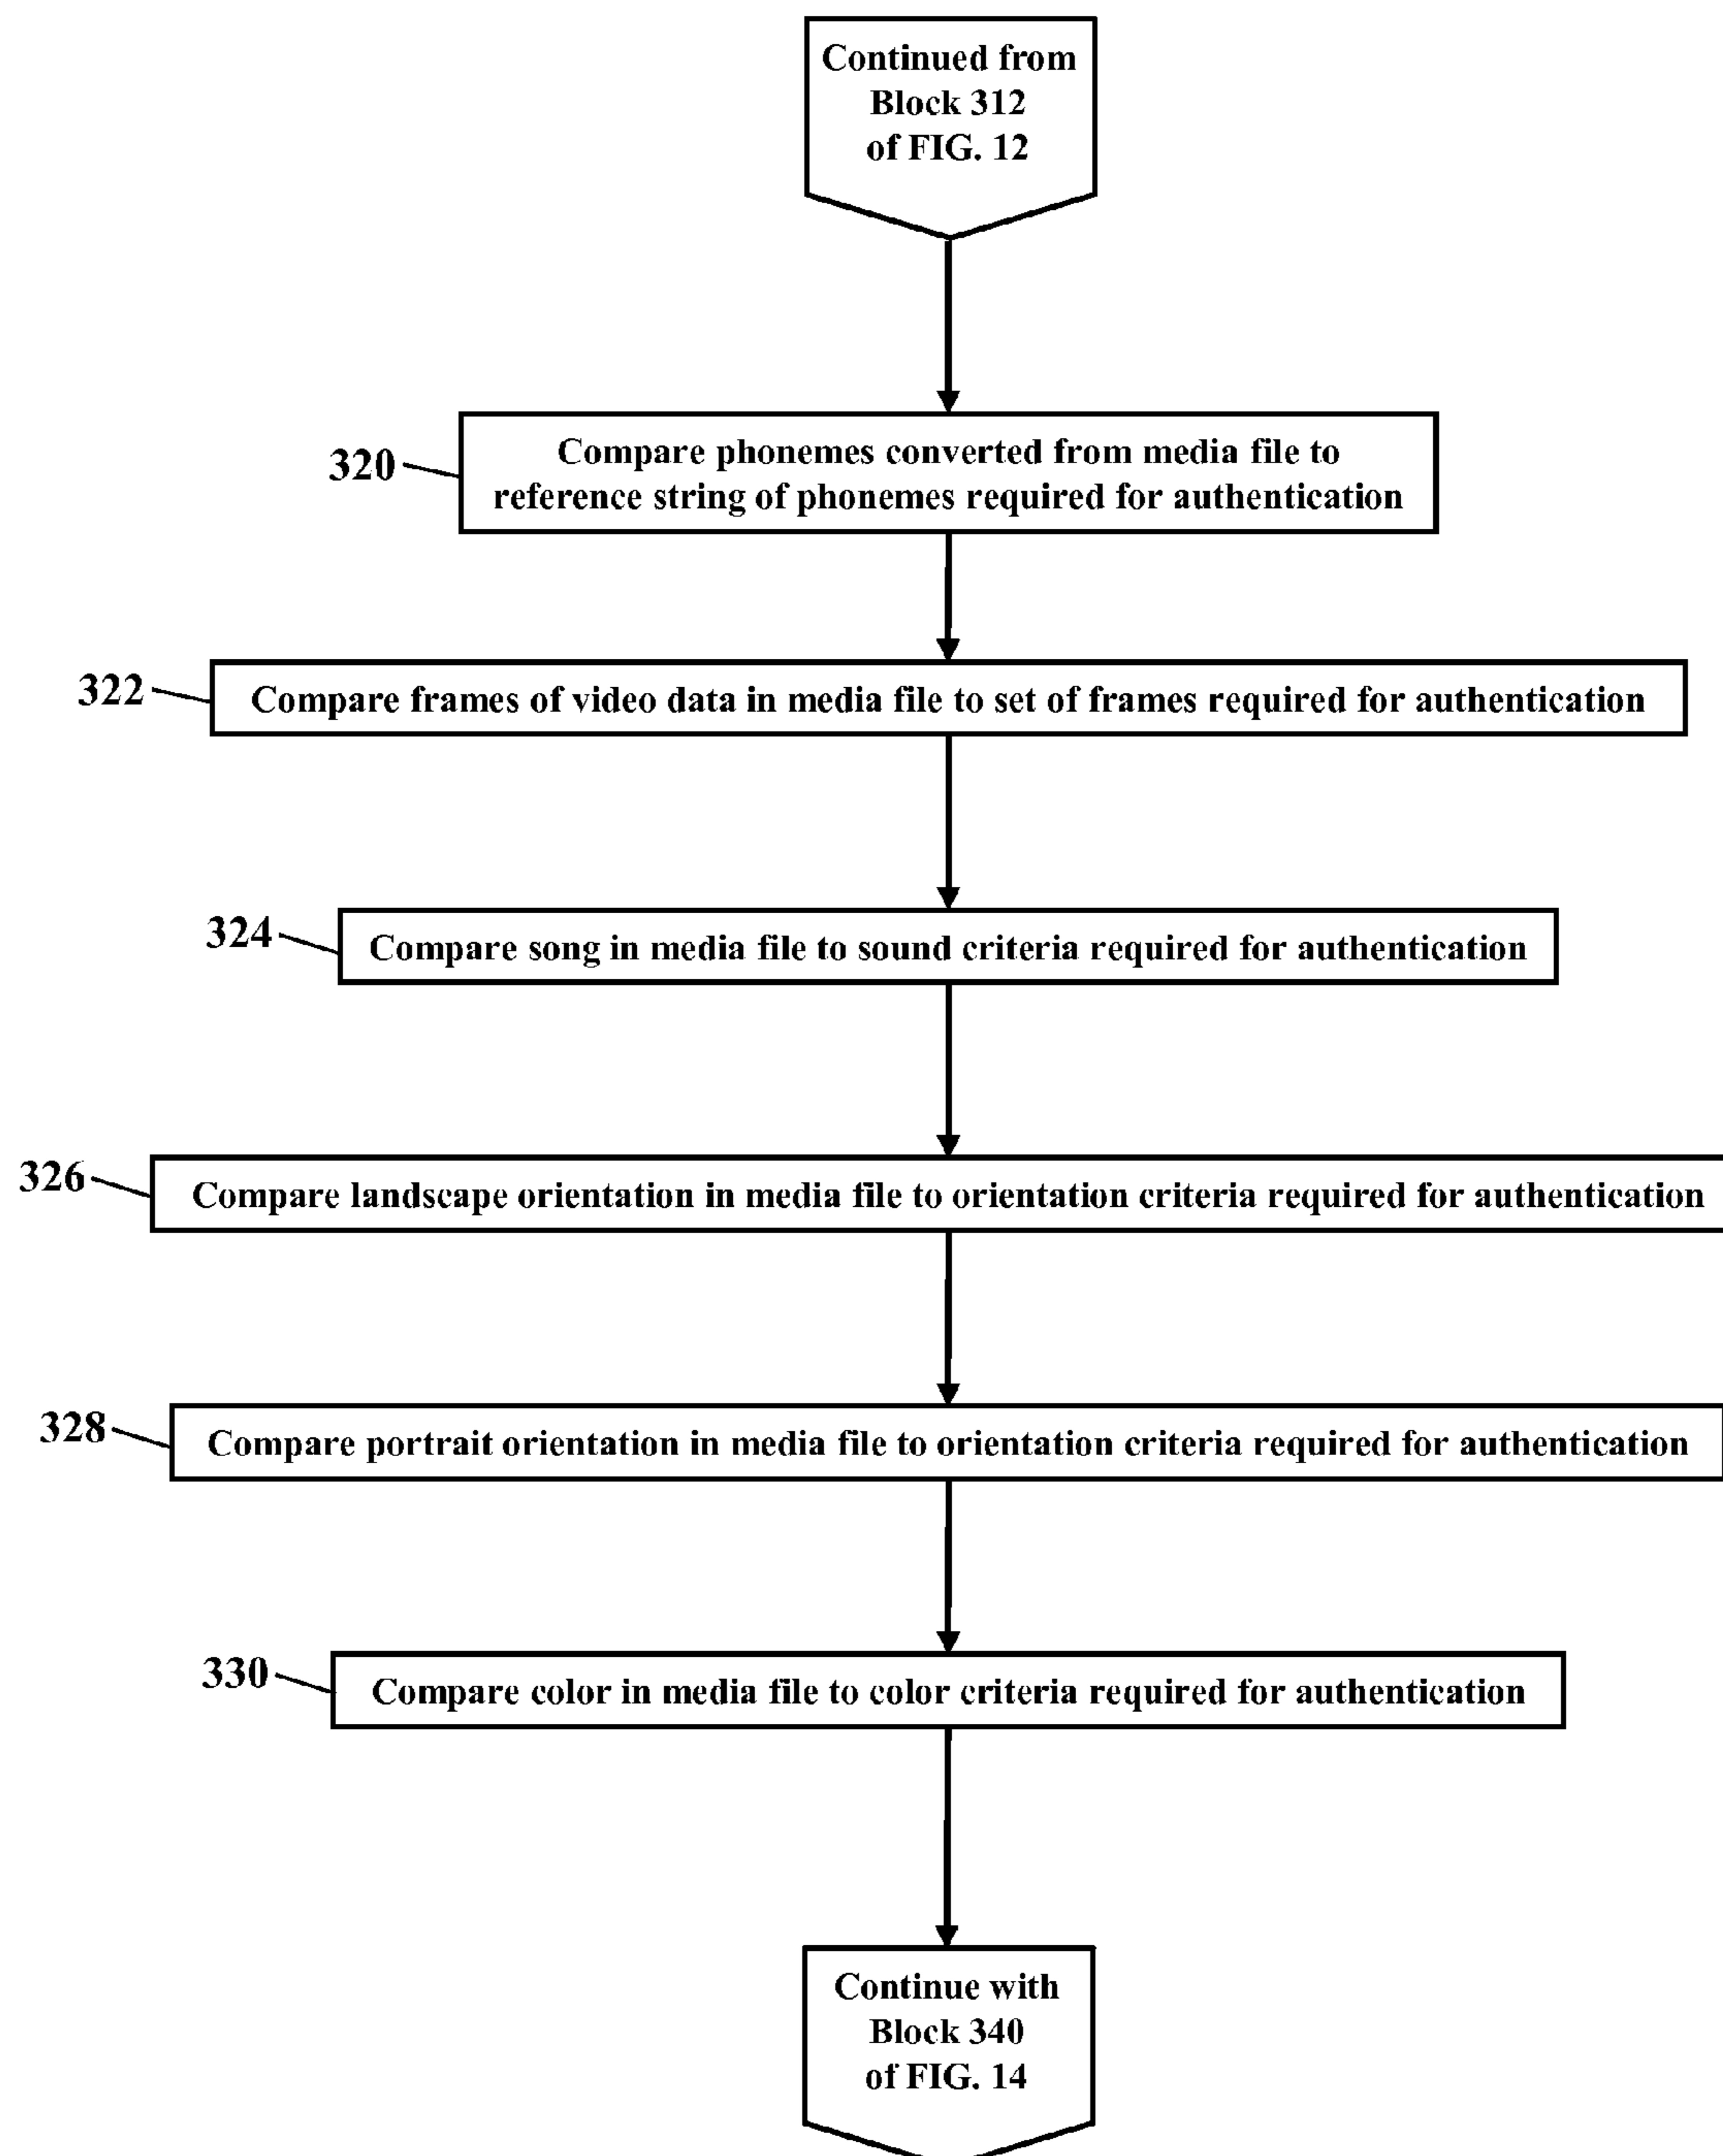 Continued from
Block 312
of FIG. 12
320
Compare phonemes converted from media file to
reference string of phonemes required for authentication
322
Compare frames of video data in media file to set of frames required for authentication
324
Compare song in media file to sound criteria required for authentication
326
Compare landscape orientation in media file to orientation criteria required for authentication
328
Compare portrait orientation in media file to orientation criteria required for authentication
330
Compare color in media file to color criteria required for authentication
Continue with
Block 340
of FIG. 14